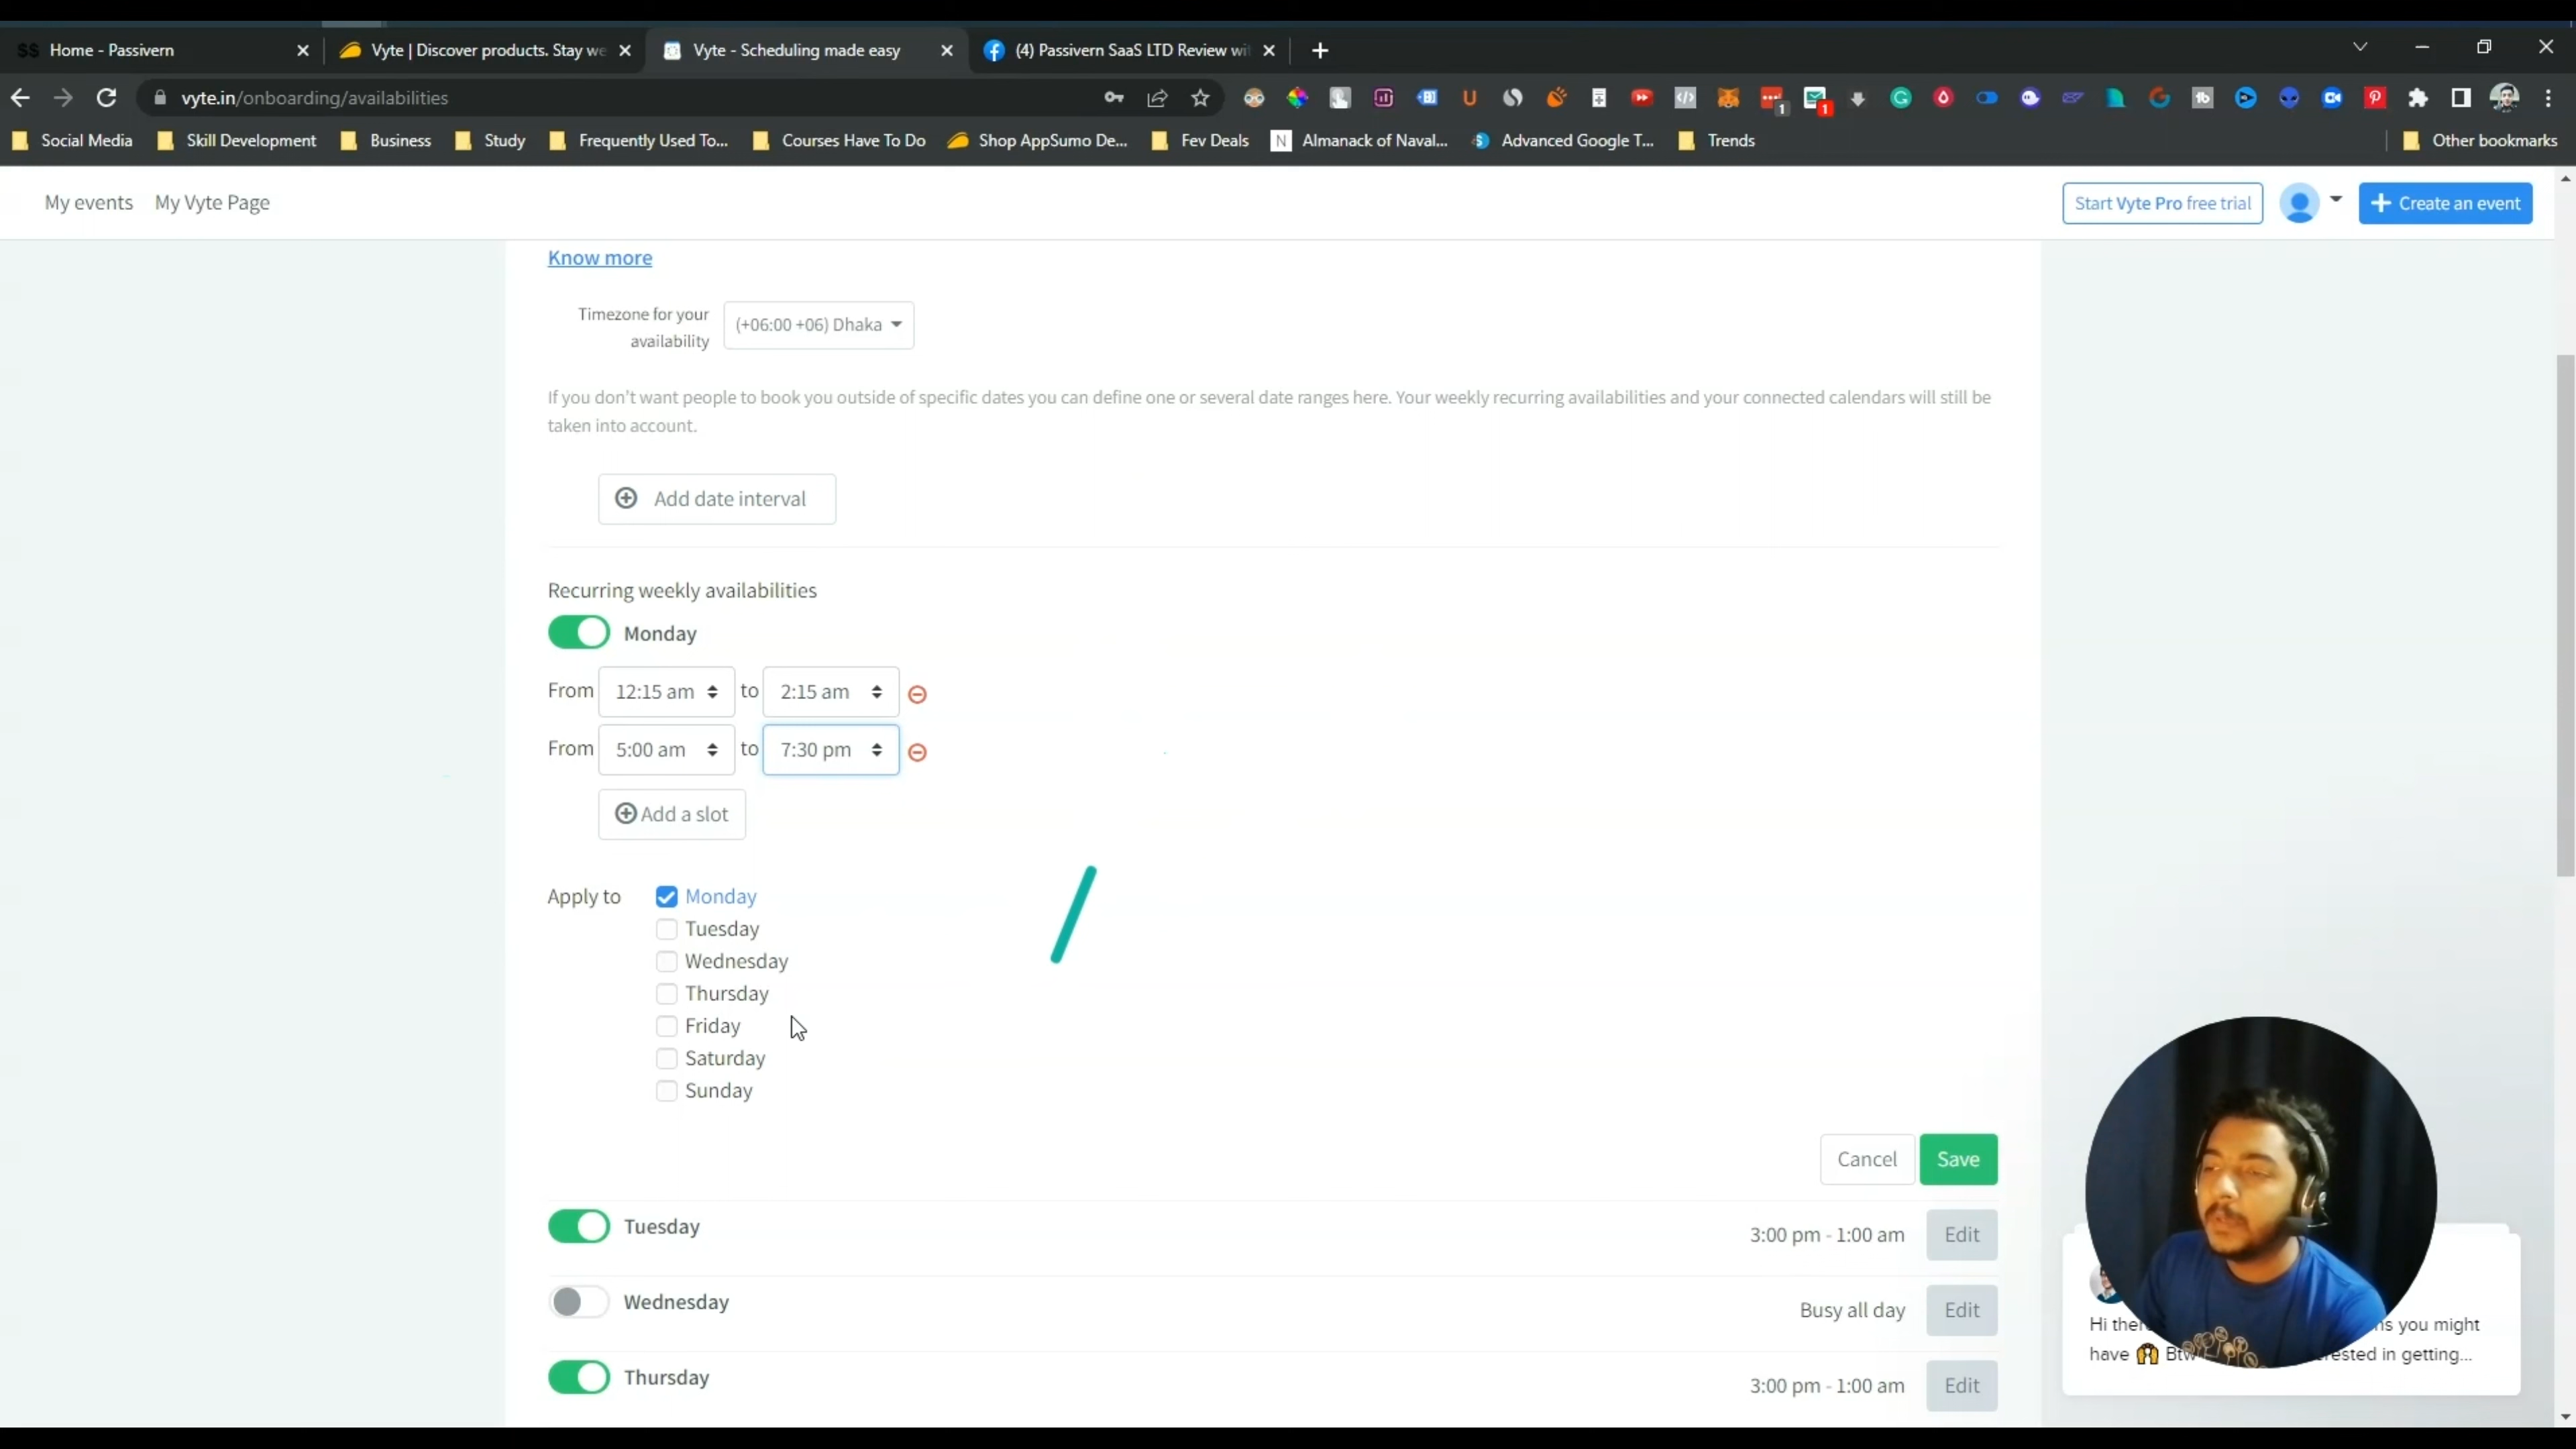 Home - Passivern
Vyte | Discover products. Stay we
Vyte - Scheduling made easy
(4) Passivern SaaS LTD Review wi
vyte.in/onboarding/availabilities
Social Media
Skill Development
Business
Study
Frequently Used To...
Courses Have To Do
Shop AppSumo De...
Fev Deals
Almanack of Naval...
Advanced Google T...
Trends
Other bookmarks
My events
My Vyte Page
Start Vyte Pro free trial
Create an event
Know more
Timezone for your
availability
(+06:00 +06) Dhaka
If you don't want people to book you outside of specific dates you can define one or several date ranges here. Your weekly recurring availabilities and your connected calendars will still be
taken into account.
Add date interval
Recurring weekly availabilities
Monday
From 12:15 am to 2:15 am
From 5:00 am to 7:30 pm
Add a slot
Apply to
Monday
Tuesday
Wednesday
Thursday
Friday
Saturday
Sunday
Cancel
Save
Tuesday
3:00 pm - 1:00 am
Edit
Wednesday
Busy all day
Edit
Thursday
3:00 pm - 1:00 am
Edit
you might
have
in getting...